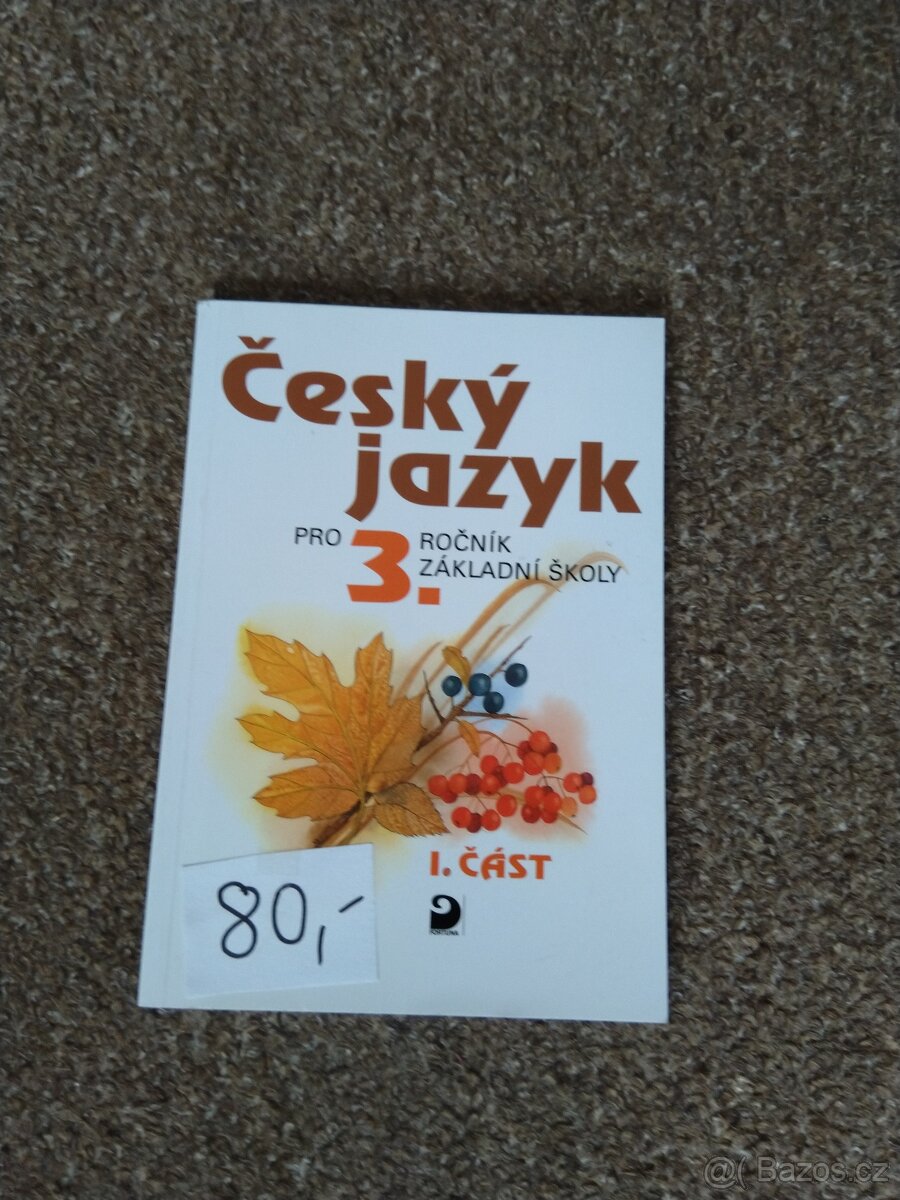 Český
jazyk
PRO 3. ROČNÍK
ZÁKLADNÍ ŠKOLY
I. ČÁST
FORTUNA
80,-
@( Bazos.cz